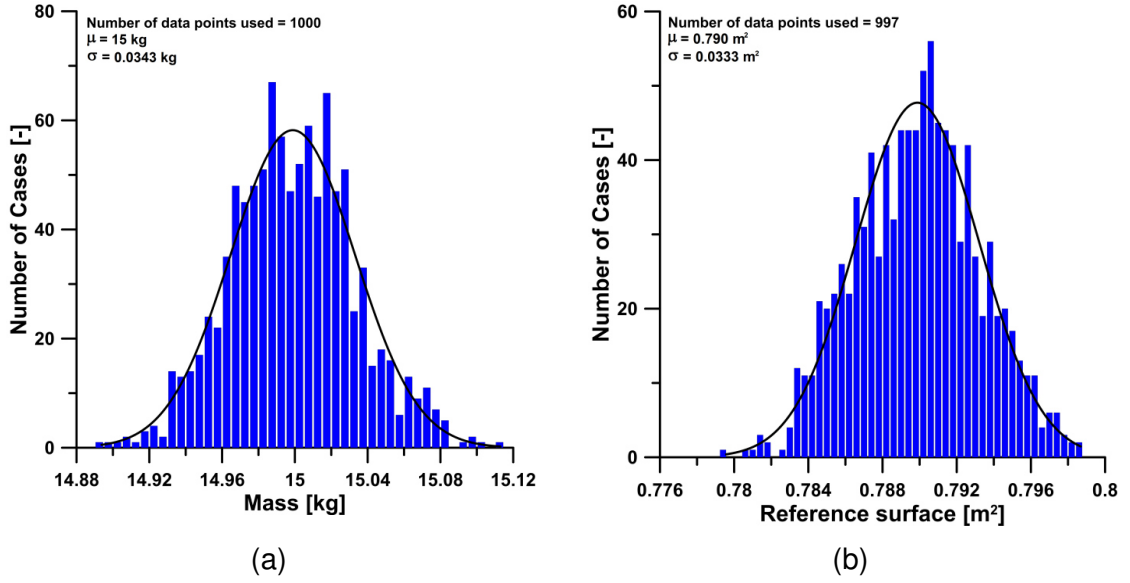 Number of data points used = 1000
μ = 15 kg
σ = 0.0343 kg
80
60
40
20
0
Number of Cases [-]
14.88 14.92 14.96 15 15.04 15.08 15.12
Mass [kg]
(a)
Number of data points used = 997
μ = 0.790 m²
σ = 0.0333 m²
60
40
20
0
Number of Cases [-]
0.776 0.78 0.784 0.788 0.792 0.796 0.8
Reference surface [m²]
(b)